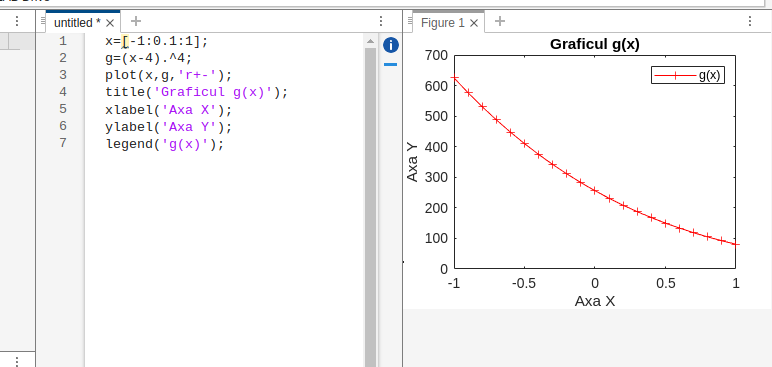 untitled *
1 x=[-1:0.1:1];
2 g=(x-4).^4;
3 plot(x,g,'r+-');
4 title('Graficul g(x)');
5 xlabel('Axa X');
6 ylabel('Axa Y');
7 legend('g(x)');
Figure 1
Graficul g(x)
g(x)
700
600
500
400
300
200
100
0
Axa Y
-1 -0.5 0 0.5 1
Axa X